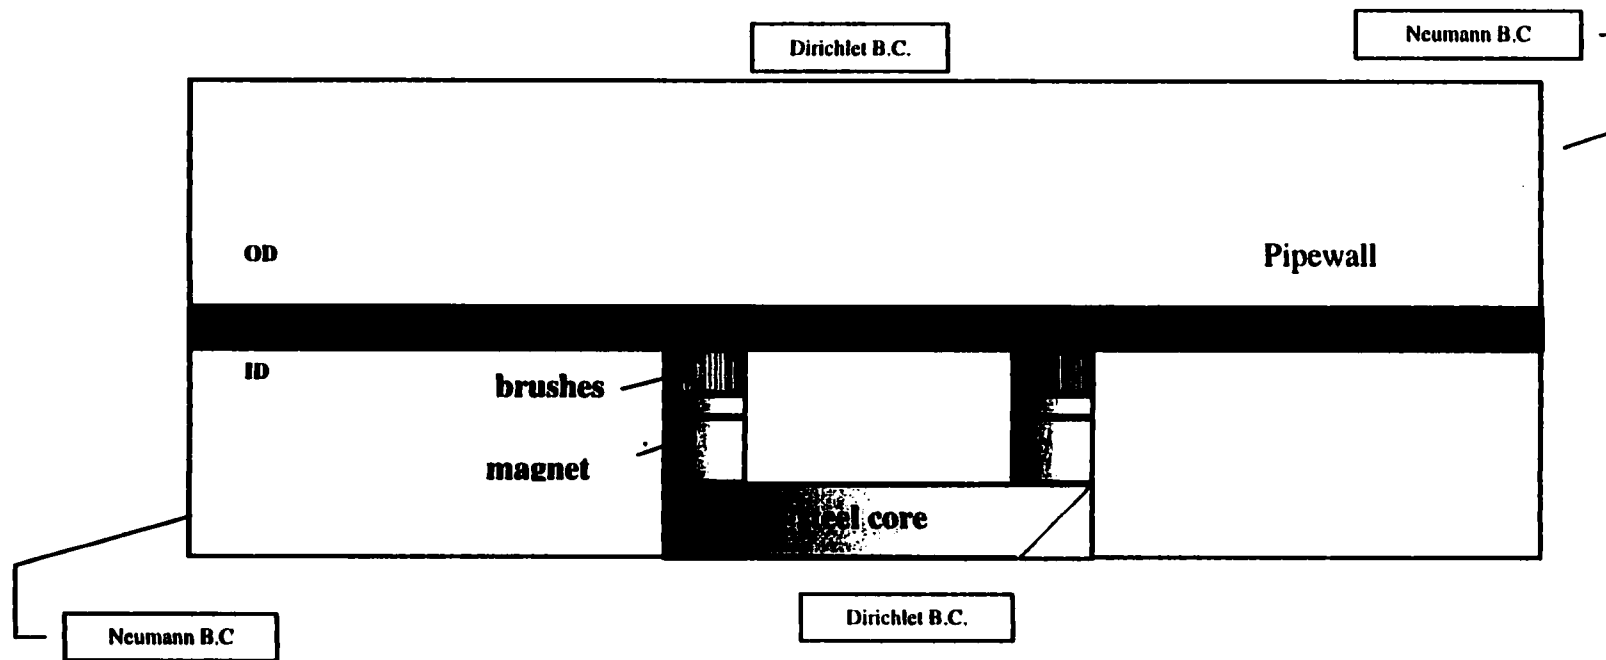 Dirichlet B.C.
Neumann B.C
OD
Pipewall
ID
brushes
magnet
core
Dirichlet B.C.
Neumann B.C